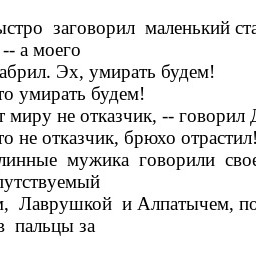 ыстро заговорил маленький ста
-- а моего
абрил. Эх, умирать будем!
то умирать будем!
т миру не отказчик, -- говорил Д
то не отказчик, брюхо отрастил!
линные мужика говорили свое
путствуемый
м, Лаврушкой и Алпатычем, по
в пальцы за